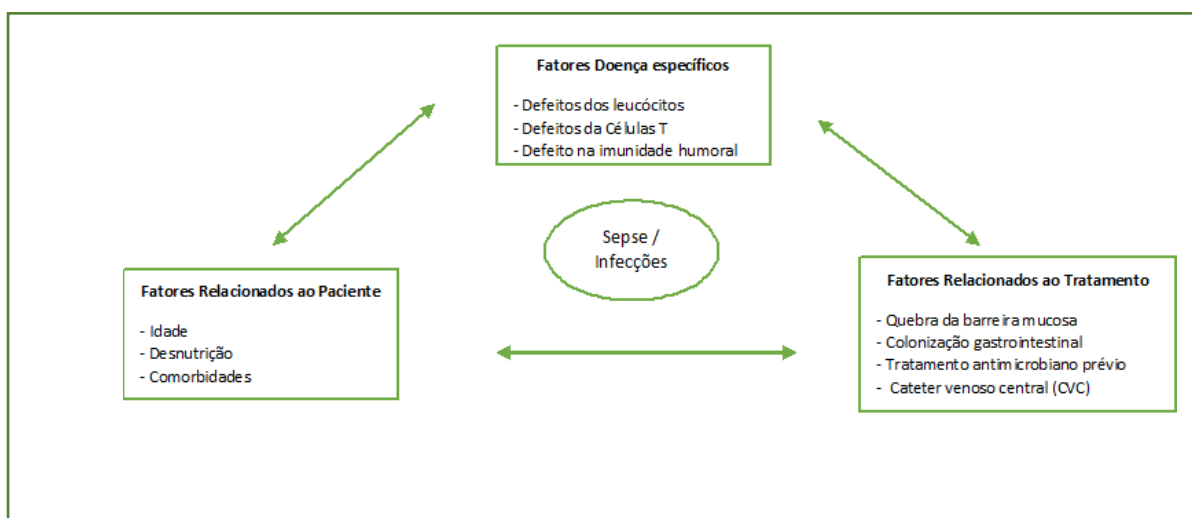 Fatores Doença específicos
- Defeitos dos leucócitos
- Defeitos da Células T
- Defeito na imunidade humoral
Sepse /
Infecções
Fatores Relacionados ao Paciente
- Idade
- Desnutrição
- Comorbidades
Fatores Relacionados ao Tratamento
- Quebra da barreira mucosa
- Colonização gastrointestinal
- Tratamento antimicrobiano prévio
- Cateter venoso central (CVC)